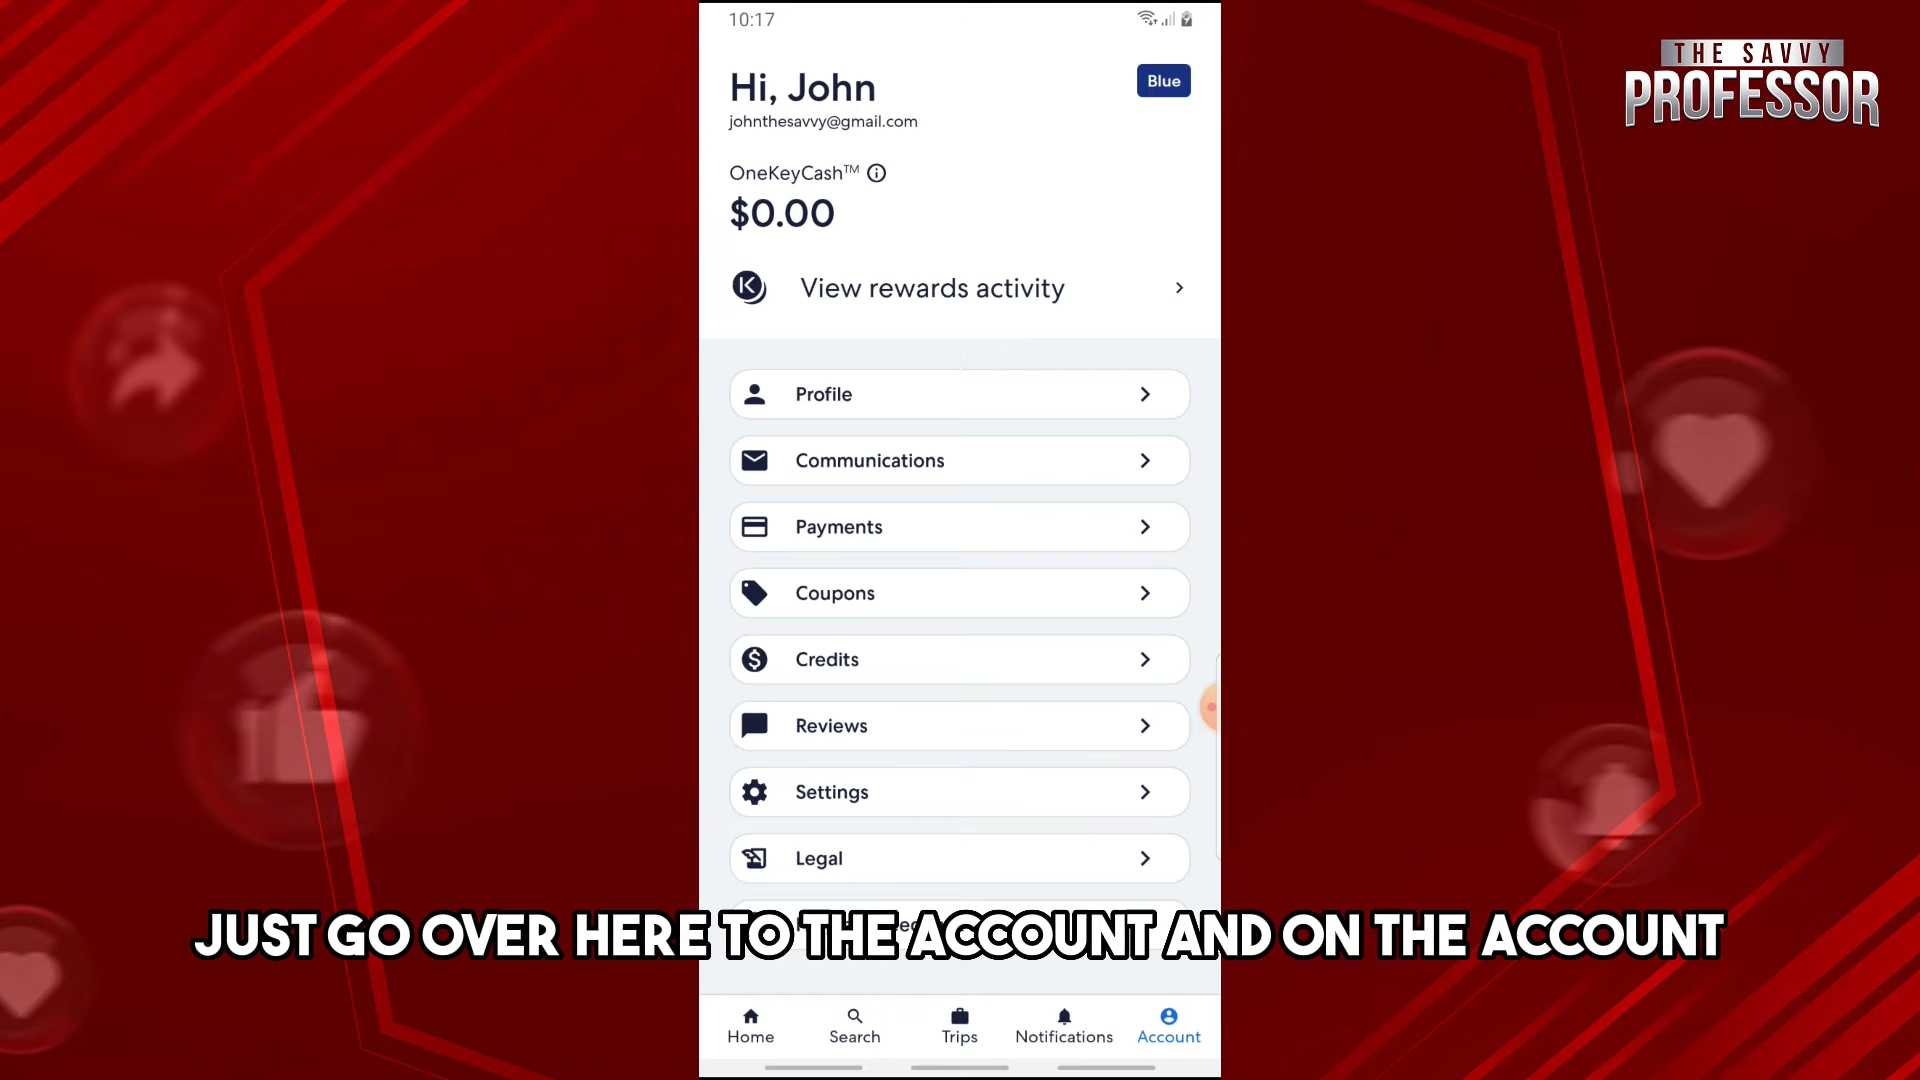 10:17
THE SAVVY
PROFESSOR
Hi, John
Blue
johnthesavvy@gmail.com
OneKeyCash™
$0.00
View rewards activity
Profile
Communications
Payments
Coupons
Credits
Reviews
Settings
Legal
JUST GO OVER HERE TO THE ACCOUNT AND ON THE ACCOUNT
Home
Search
Trips
Notifications
Account